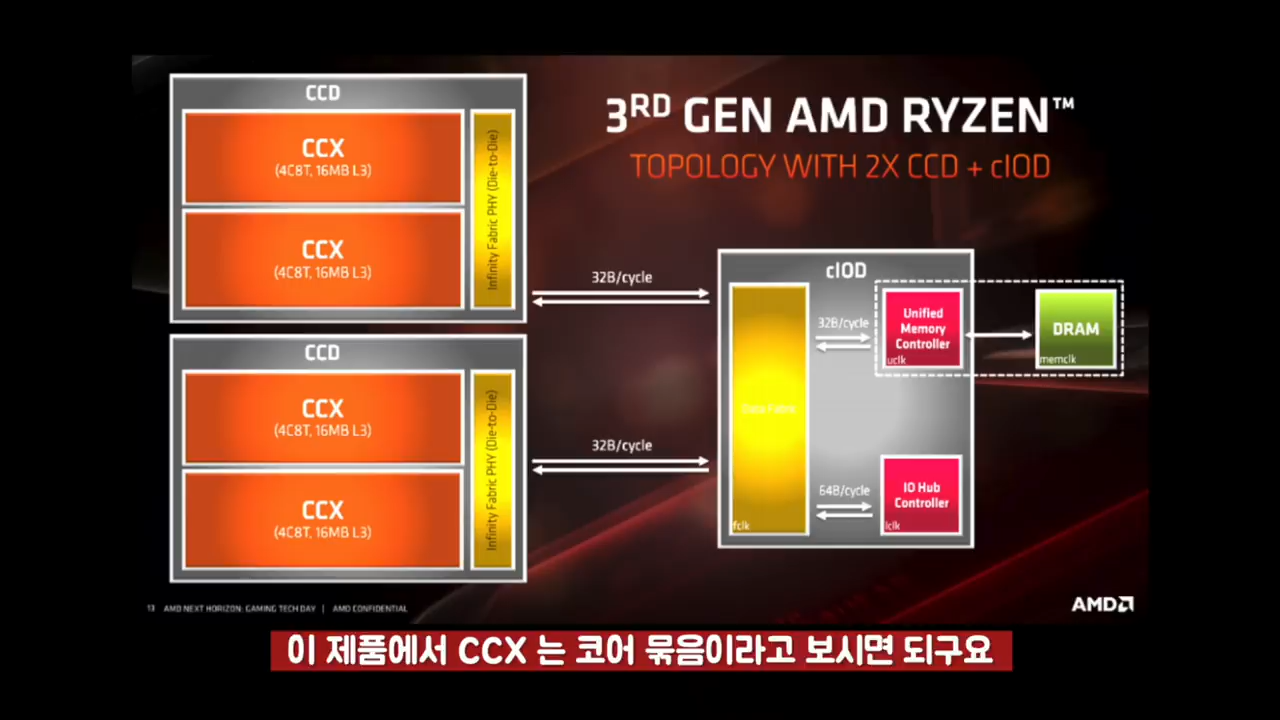 3RD GEN AMD RYZEN™
TOPOLOGY WITH 2X CCD + cIOD
CCD
CCX
(4C8T, 16MB L3)
CCX
(4C8T, 16MB L3)
Infinity Fabric PHY (Die-to-Die)
32B/cycle
CCD
CCX
(4C8T, 16MB L3)
CCX
(4C8T, 16MB L3)
Infinity Fabric PHY (Die-to-Die)
32B/cycle
cIOD
Data Fabric
fclk
32B/cycle
Unified
Memory
Controller
uclk
DRAM
memclk
64B/cycle
IO Hub
Controller
lclk
13 AMD NEXT HORIZON: GAMING TECH DAY | AMD CONFIDENTIAL
AMD
이 제품에서 CCX 는 코어 묶음이라고 보시면 되구요